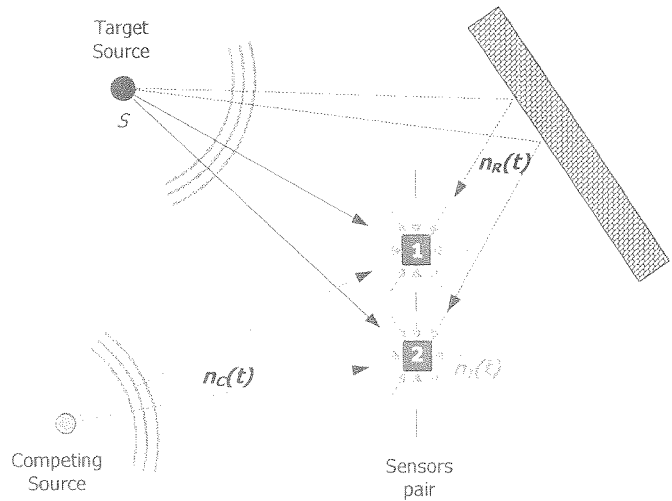 Target
Source
S
n_R(t)
1
2
n_C(t)
Competing
Source
Sensors
pair